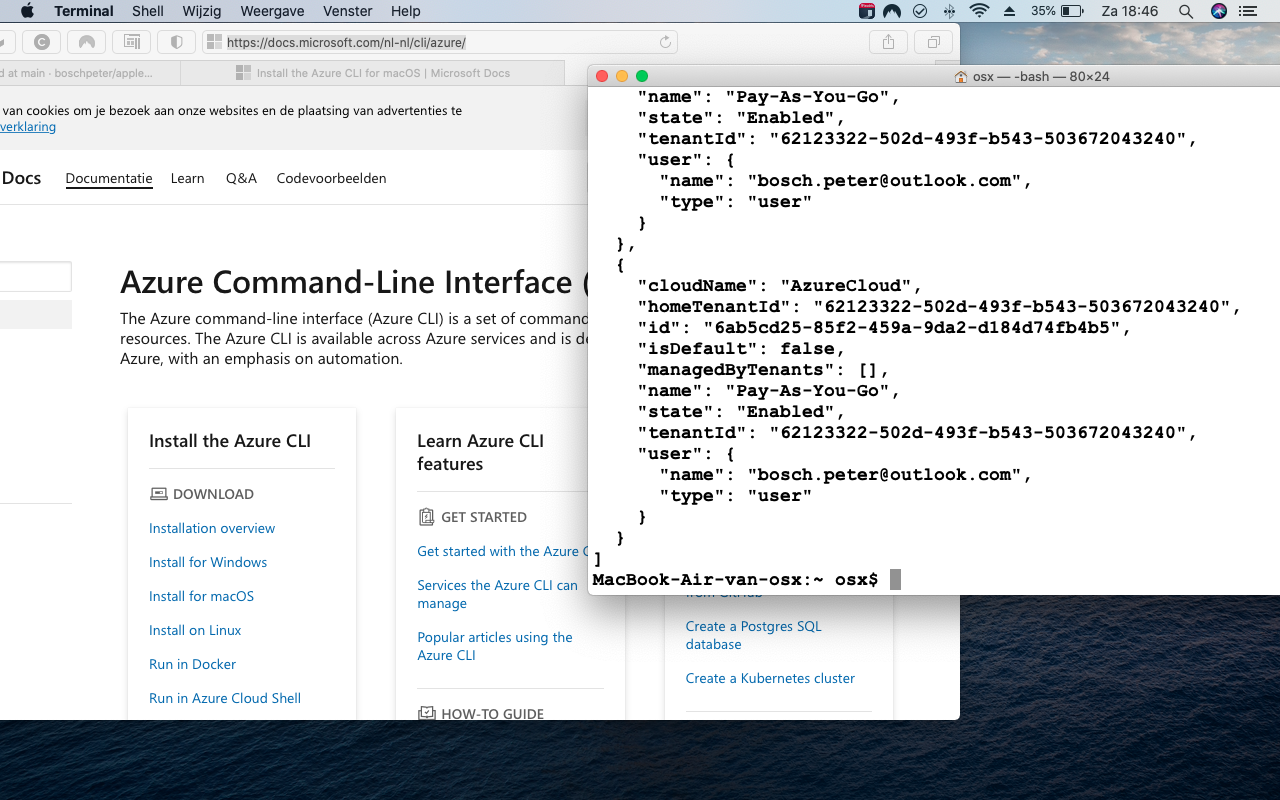 Terminal Shell Wijzig Weergave Venster Help 35% Za 18:46
https://docs.microsoft.com/nl-nl/cli/azure/
d at main · boschpeter/apple... Install the Azure CLI for macOS | Microsoft Docs
van cookies om je bezoek aan onze websites en de plaatsing van advertenties te
verklaring
Docs Documentatie Learn Q&A Codevoorbeelden
Azure Command-Line Interface (
The Azure command-line interface (Azure CLI) is a set of command
resources. The Azure CLI is available across Azure services and is de
Azure, with an emphasis on automation.
Install the Azure CLI
DOWNLOAD
Installation overview
Install for Windows
Install for macOS
Install on Linux
Run in Docker
Run in Azure Cloud Shell
Learn Azure CLI
features
GET STARTED
Get started with the Azure C
Services the Azure CLI can
manage
Popular articles using the
Azure CLI
HOW-TO GUIDE
from GitHub
Create a Postgres SQL
database
Create a Kubernetes cluster
osx — -bash — 80×24
"name": "Pay-As-You-Go",
"state": "Enabled",
"tenantId": "62123322-502d-493f-b543-503672043240",
"user": {
"name": "bosch.peter@outlook.com",
"type": "user"
}
},
{
"cloudName": "AzureCloud",
"homeTenantId": "62123322-502d-493f-b543-503672043240",
"id": "6ab5cd25-85f2-459a-9da2-d184d74fb4b5",
"isDefault": false,
"managedByTenants": [],
"name": "Pay-As-You-Go",
"state": "Enabled",
"tenantId": "62123322-502d-493f-b543-503672043240",
"user": {
"name": "bosch.peter@outlook.com",
"type": "user"
}
}
]
MacBook-Air-van-osx:~ osx$